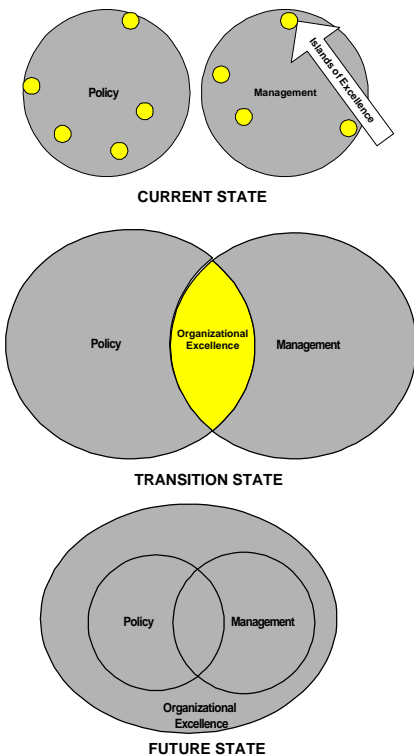 Policy
Management
Islands of Excellence
CURRENT STATE
Policy
Organizational
Excellence
Management
TRANSITION STATE
Policy
Management
Organizational
Excellence
FUTURE STATE